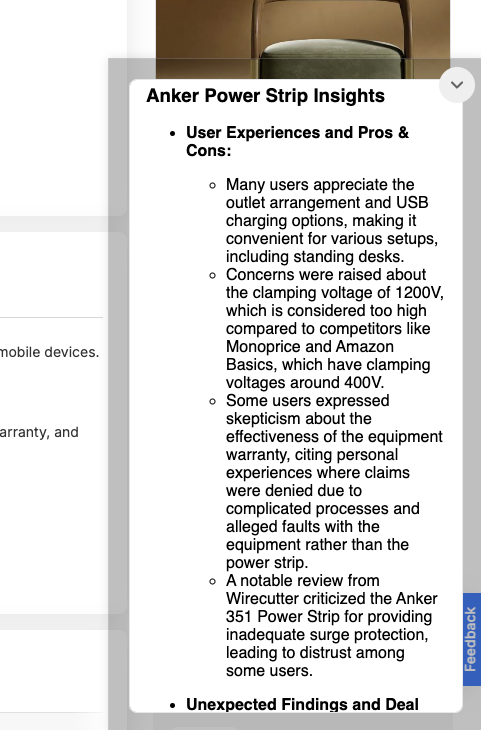 Anker Power Strip Insights
• User Experiences and Pros &
Cons:
◦ Many users appreciate the
outlet arrangement and USB
charging options, making it
convenient for various setups,
including standing desks.
◦ Concerns were raised about
the clamping voltage of 1200V,
which is considered too high
compared to competitors like
Monoprice and Amazon
Basics, which have clamping
voltages around 400V.
◦ Some users expressed
skepticism about the
effectiveness of the equipment
warranty, citing personal
experiences where claims
were denied due to
complicated processes and
alleged faults with the
equipment rather than the
power strip.
◦ A notable review from
Wirecutter criticized the Anker
351 Power Strip for providing
inadequate surge protection,
leading to distrust among
some users.
• Unexpected Findings and Deal
mobile devices.
arranty, and
Feedback